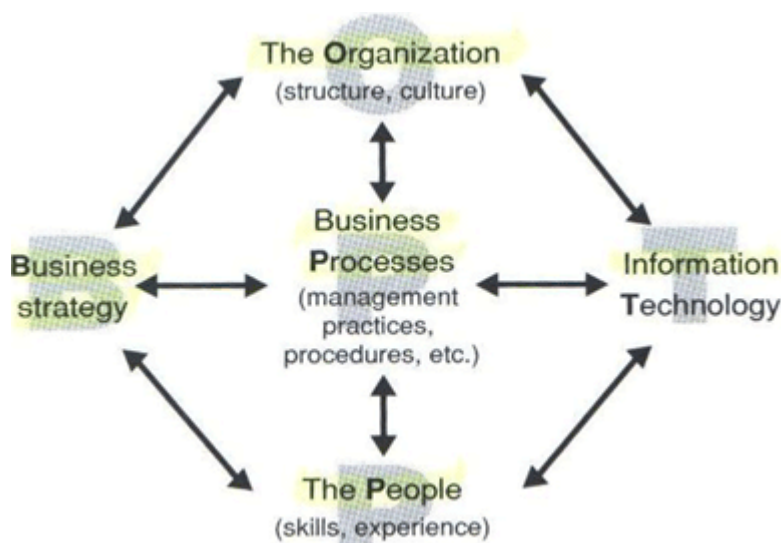 The Organization
(structure, culture)
Business
strategy
Business
Processes
(management
practices,
procedures, etc.)
Information
Technology
The People
(skills, experience)